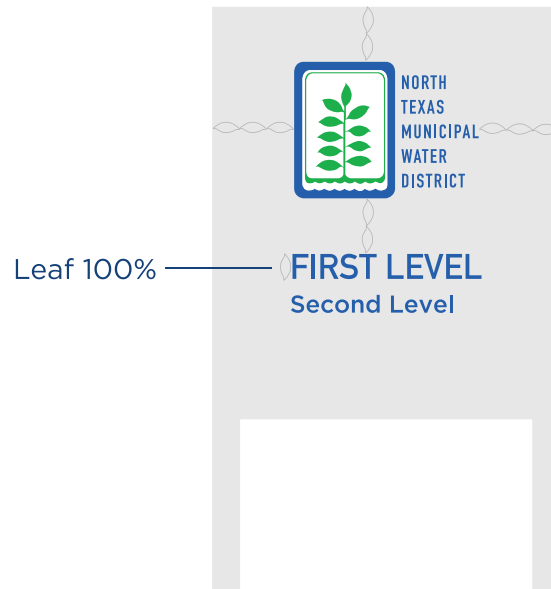 NORTH
TEXAS
MUNICIPAL
WATER
DISTRICT
Leaf 100%
FIRST LEVEL
Second Level